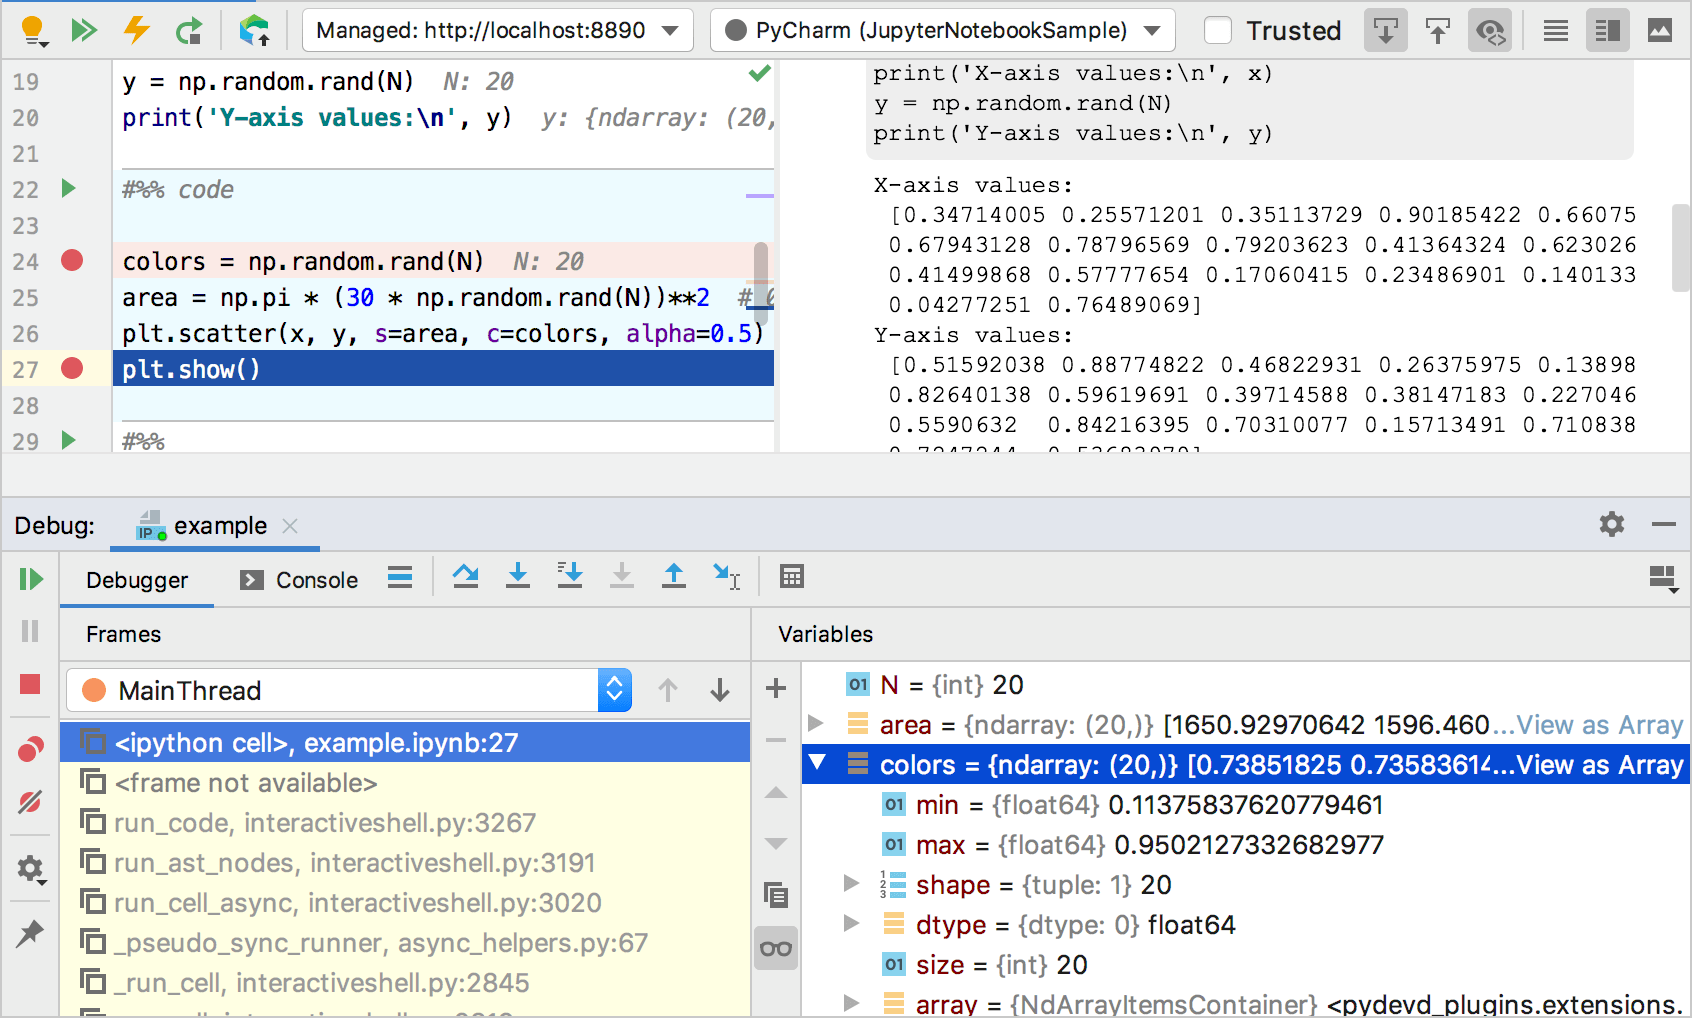 Managed: http://localhost:8890
PyCharm (JupyterNotebookSample)
Trusted
19 y = np.random.rand(N) N: 20
20 print('Y-axis values:\n', y) y: {ndarray: (20,
21
22 #%% code
23
24 colors = np.random.rand(N) N: 20
25 area = np.pi * (30 * np.random.rand(N))**2 # 0
26 plt.scatter(x, y, s=area, c=colors, alpha=0.5)
27 plt.show()
28
29 #%%
print('X-axis values:\n', x)
y = np.random.rand(N)
print('Y-axis values:\n', y)
X-axis values:
[0.34714005 0.25571201 0.35113729 0.90185422 0.66075
0.67943128 0.78796569 0.79203623 0.41364324 0.623026
0.41499868 0.57777654 0.17060415 0.23486901 0.140133
0.04277251 0.76489069]
Y-axis values:
[0.51592038 0.88774822 0.46822931 0.26375975 0.13898
0.82640138 0.59619691 0.39714588 0.38147183 0.227046
0.5590632 0.84216395 0.70310077 0.15713491 0.710838
Debug:
IP
example
Debugger
Console
Frames
MainThread
<ipython cell>, example.ipynb:27
<frame not available>
run_code, interactiveshell.py:3267
run_ast_nodes, interactiveshell.py:3191
run_cell_async, interactiveshell.py:3020
_pseudo_sync_runner, async_helpers.py:67
_run_cell, interactiveshell.py:2845
Variables
01 N = {int} 20
area = {ndarray: (20,)} [1650.92970642 1596.460...View as Array
colors = {ndarray: (20,)} [0.73851825 0.73583614...View as Array
01 min = {float64} 0.11375837620779461
01 max = {float64} 0.9502127332682977
shape = {tuple: 1} 20
dtype = {dtype: 0} float64
01 size = {int} 20
array = {NdArrayItemsContainer} <pydevd_plugins.extensions.